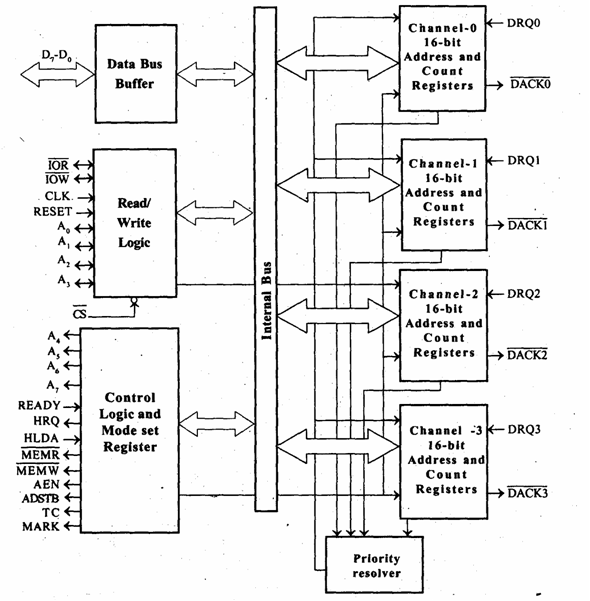 D₇-D₀
Data Bus
Buffer
IOR
IOW
CLK
RESET
A₀
A₁
A₂
A₃
CS
Read/
Write
Logic
A₄
A₅
A₆
A₇
READY
HRQ
HLDA
MEMR
MEMW
AEN
ADSTB
TC
MARK
Control
Logic and
Mode set
Register
Internal Bus
Channel-0
16-bit
Address and
Count
Registers
DRQ0
DACK0
Channel-1
16-bit
Address and
Count
Registers
DRQ1
DACK1
Channel-2
16-bit
Address and
Count
Registers
DRQ2
DACK2
Channel -3
16-bit
Address and
Count
Registers
DRQ3
DACK3
Priority
resolver